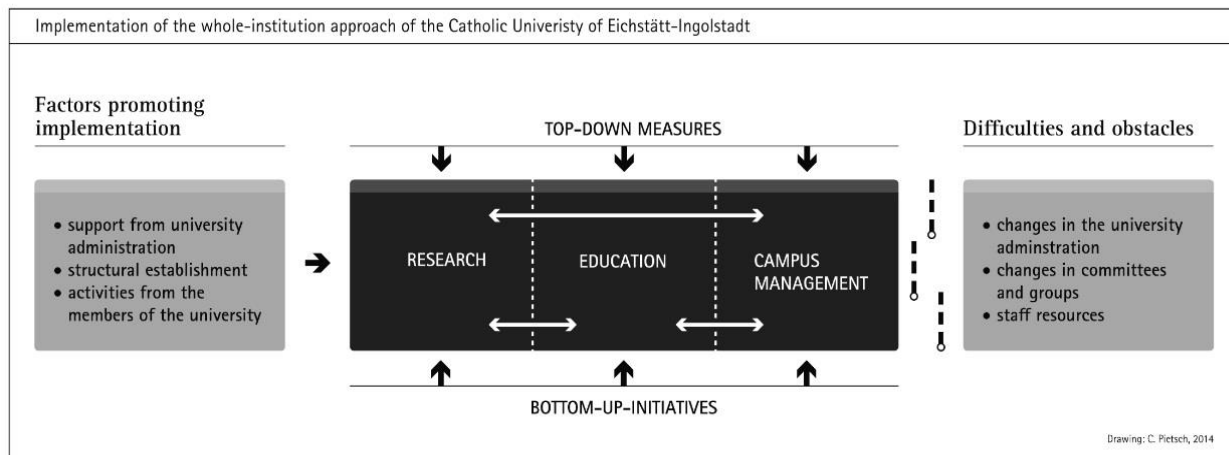 Implementation of the whole-institution approach of the Catholic Univeristy of Eichstätt-Ingolstadt
Factors promoting
implementation
• support from university
administration
• structural establishment
• activities from the
members of the university
TOP-DOWN MEASURES
RESEARCH
EDUCATION
CAMPUS
MANAGEMENT
BOTTOM-UP-INITIATIVES
Difficulties and obstacles
• changes in the university
adminstration
• changes in committees
and groups
• staff resources
Drawing: C. Pietsch, 2014